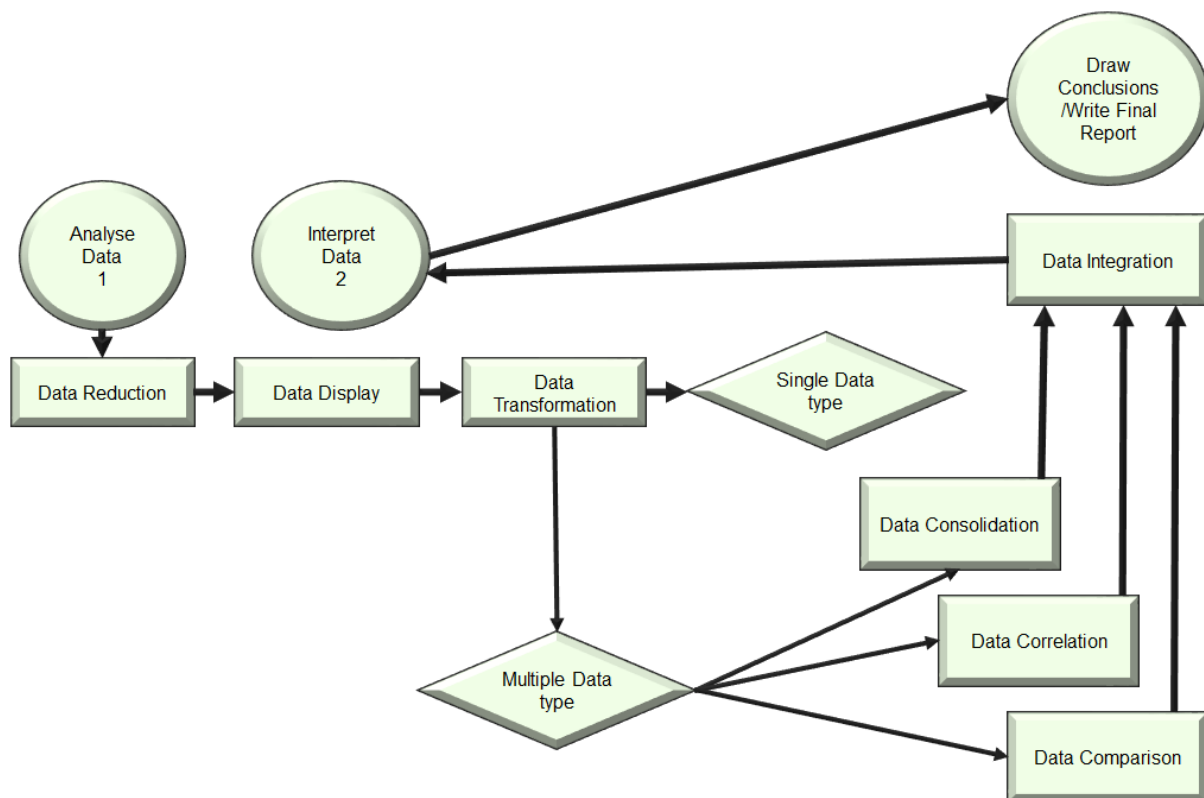 Draw
Conclusions
/Write Final
Report
Analyse
Data
1
Interpret
Data
2
Data Integration
Data Reduction
Data Display
Data
Transformation
Single Data
type
Data Consolidation
Data Correlation
Multiple Data
type
Data Comparison